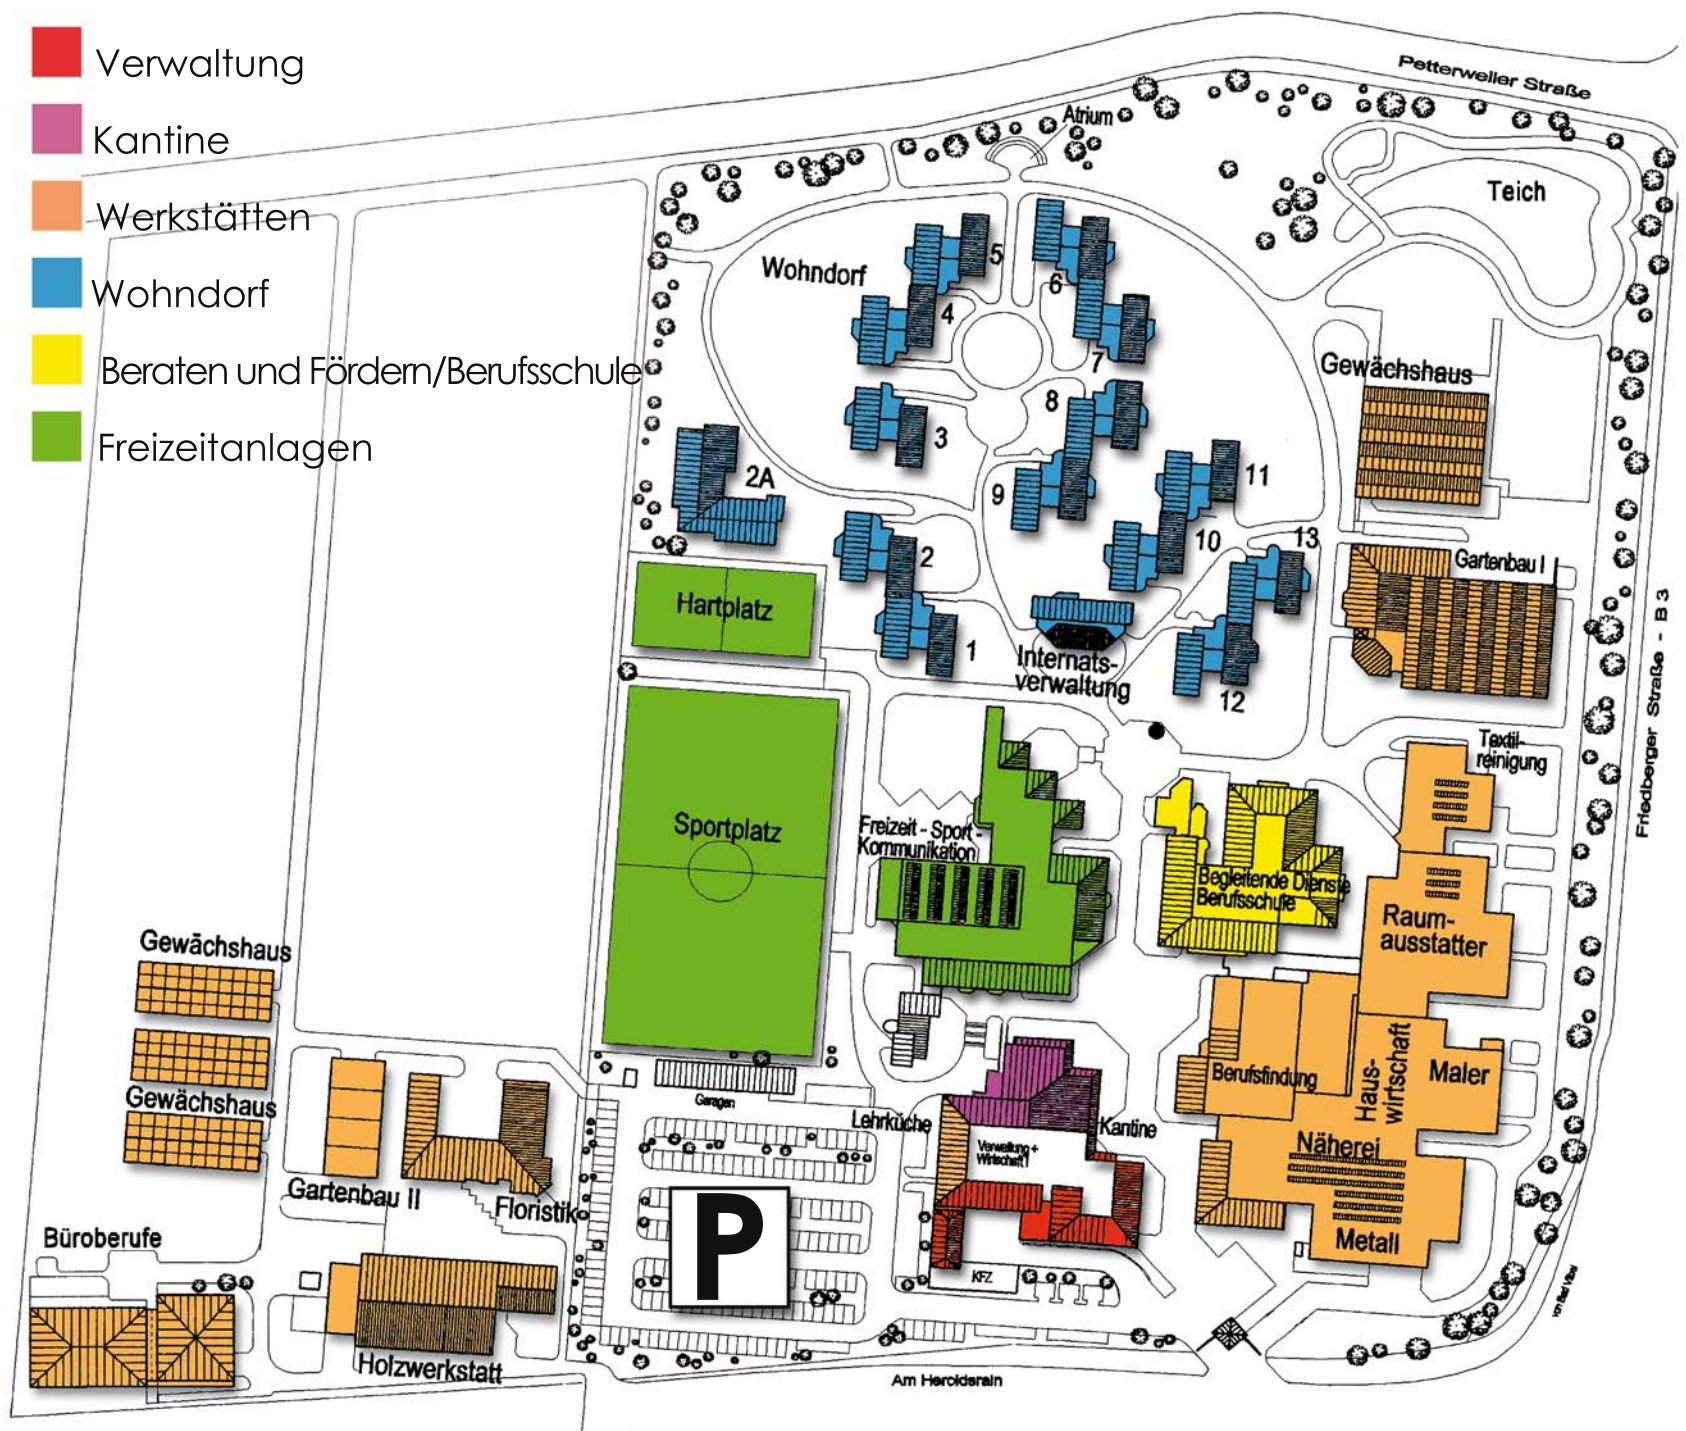 Verwaltung
Kantine
Werkstätten
Wohndorf
Beraten und Fördern/Berufsschule
Freizeitanlagen
Petterweiler Straße
Atrium
Teich
Wohndorf
5
6
4
7
Gewächshaus
8
3
2A
9
11
10
13
2
Gartenbau I
Hartplatz
1
Internats-
verwaltung
12
Friedberger Straße - B 3
Textil-
reinigung
Sportplatz
Freizeit - Sport -
Kommunikation
Begleitende Dienste
Berufsschule
Raum-
ausstatter
Gewächshaus
Gewächshaus
Berufsfindung
Haus-
wirtschaft
Maler
Garagen
Lehrküche
Kantine
Verwaltung +
Wirtschaft
Näherei
Gartenbau II
Floristik
P
Metall
Büroberufe
KFZ
von Bad Vilbel
Holzwerkstatt
Am Heroldsrain